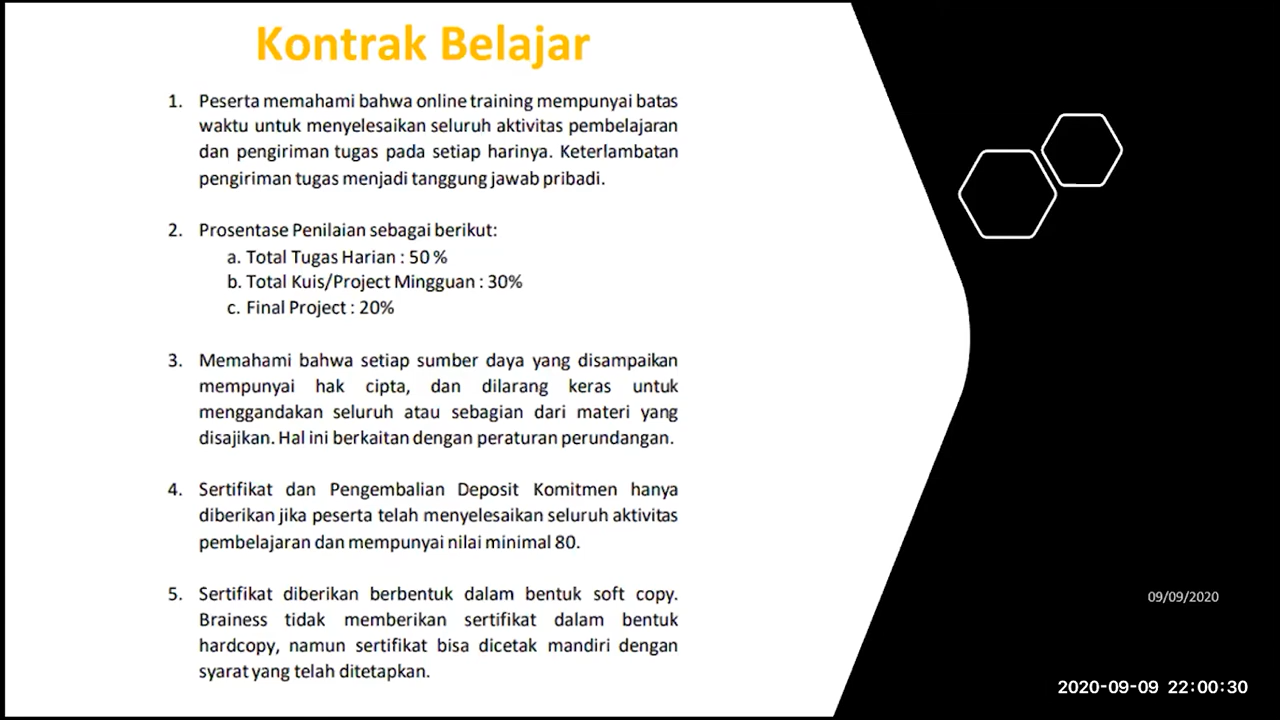 Kontrak Belajar
1. Peserta memahami bahwa online training mempunyai batas
waktu untuk menyelesaikan seluruh aktivitas pembelajaran
dan pengiriman tugas pada setiap harinya. Keterlambatan
pengiriman tugas menjadi tanggung jawab pribadi.
2. Prosentase Penilaian sebagai berikut:
a. Total Tugas Harian : 50 %
b. Total Kuis/Project Mingguan : 30%
c. Final Project : 20%
3. Memahami bahwa setiap sumber daya yang disampaikan
mempunyai hak cipta, dan dilarang keras untuk
menggandakan seluruh atau sebagian dari materi yang
disajikan. Hal ini berkaitan dengan peraturan perundangan.
4. Sertifikat dan Pengembalian Deposit Komitmen hanya
diberikan jika peserta telah menyelesaikan seluruh aktivitas
pembelajaran dan mempunyai nilai minimal 80.
5. Sertifikat diberikan berbentuk dalam bentuk soft copy.
Brainess tidak memberikan sertifikat dalam bentuk
hardcopy, namun sertifikat bisa dicetak mandiri dengan
syarat yang telah ditetapkan.
09/09/2020
2020-09-09 22:00:30